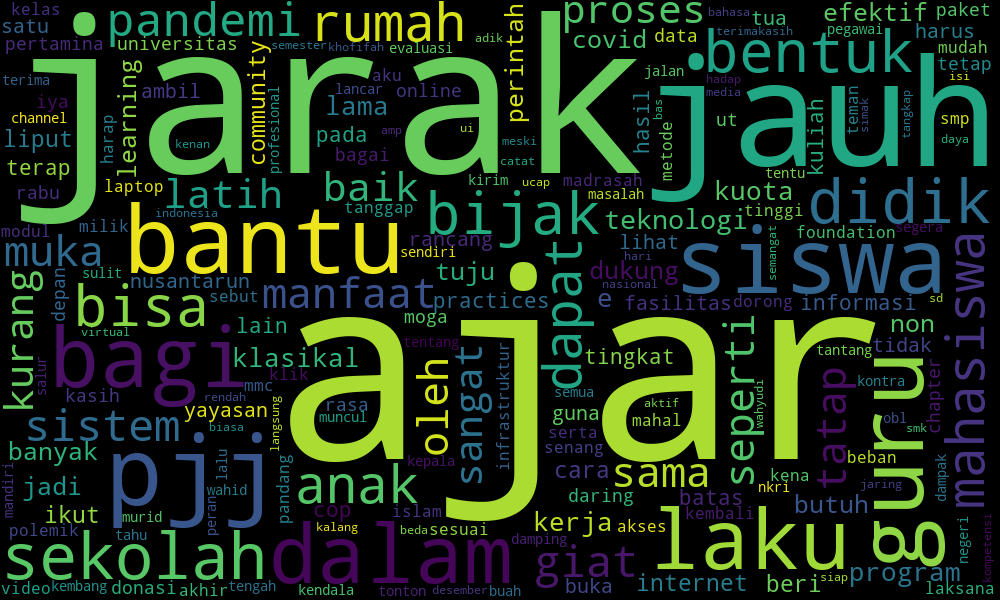 kelas
satu
pertamina
pandemi
universitas
rumah
semester
khofifah
evaluasi
adik
perintah
proses
covid
bahasa
terimakasih
data
tua
efektif
pegawai
paket
harus
mudah
tetap
isi
bentuk
jalan
hadap
media
terima
iya
channel
liput
terap
rabu
harap
learning
ambil
jarak
kenan
community
profesional
aku
lancar
online
lama
pada
amp
bagai
ui
meski
catat
hasil
metode
bas
ut
jauh
kuliah
teman
simak
tangkap
smp
daya
tentu
laptop
latih
baik
tanggap
kirim
ucap
madrasah
masalah
kuota
tinggi
didik
modul
milik
indonesia
muka
bantu
sendiri
rancang
bijak
teknologi
lihat
hari
foundation
segera
siswa
semangat
sulit
nusantarun
depan
sebut
bisa
virtual
manfaat
tuju
practices
dapat
dukung
nasional
e
fasilitas
dorong
informasi
sd
mahasiswa
kurang
salur
bagi
lain
klasikal
moga
tentang
ajar
tingkat
seperti
non
tidak
tantang
mmc
klik
kasih
rendah
yayasan
langsung
rasa
muncul
oleh
sangat
infrastruktur
semua
guna
aktif
mahal
wahyudi
tatap
kontra
guru
obl
smk
chapter
sistem
biasa
banyak
pjj
lalu
wahid
peran
pandang
anak
kepala
serta
senang
cara
sama
kena
nkri
beban
jaring
dampak
mandiri
jadi
ikut
murid
cop
islam
daring
batas
butuh
polemik
tahu
kalang
beda
sesuai
kerja
akses
kembali
negeri
kompetensi
sekolah
dalam
damping
giat
laku
program
video
kembang
donasi
akhir
tengah
kendala
tonton
desember
buah
buka
internet
beri
siap
laksana